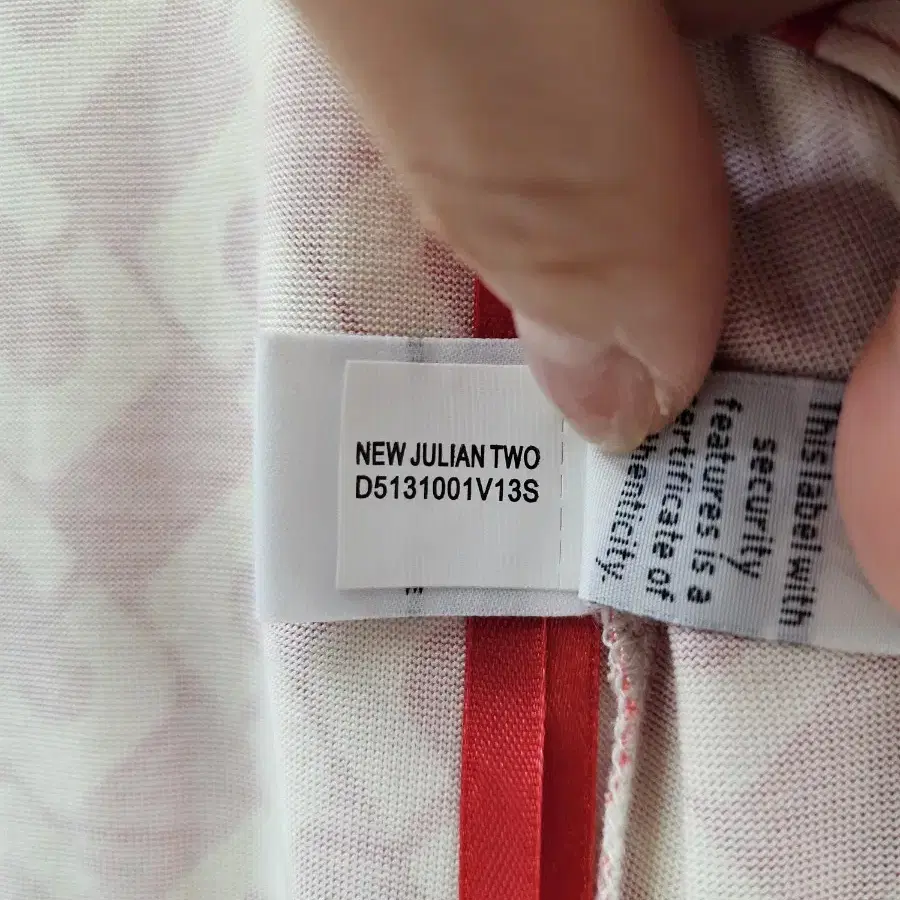 NEW JULIAN TWO
D5131001V13S
This label with
security
features is a
certificate of